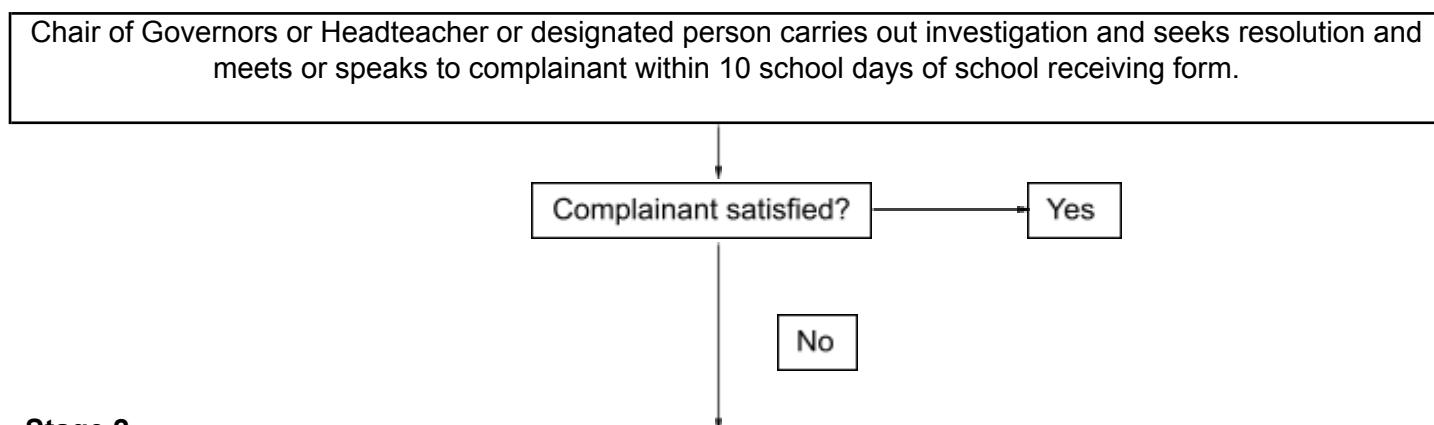 Chair of Governors or Headteacher or designated person carries out investigation and seeks resolution and
meets or speaks to complainant within 10 school days of school receiving form.
Complainant satisfied?
Yes
No
Stage